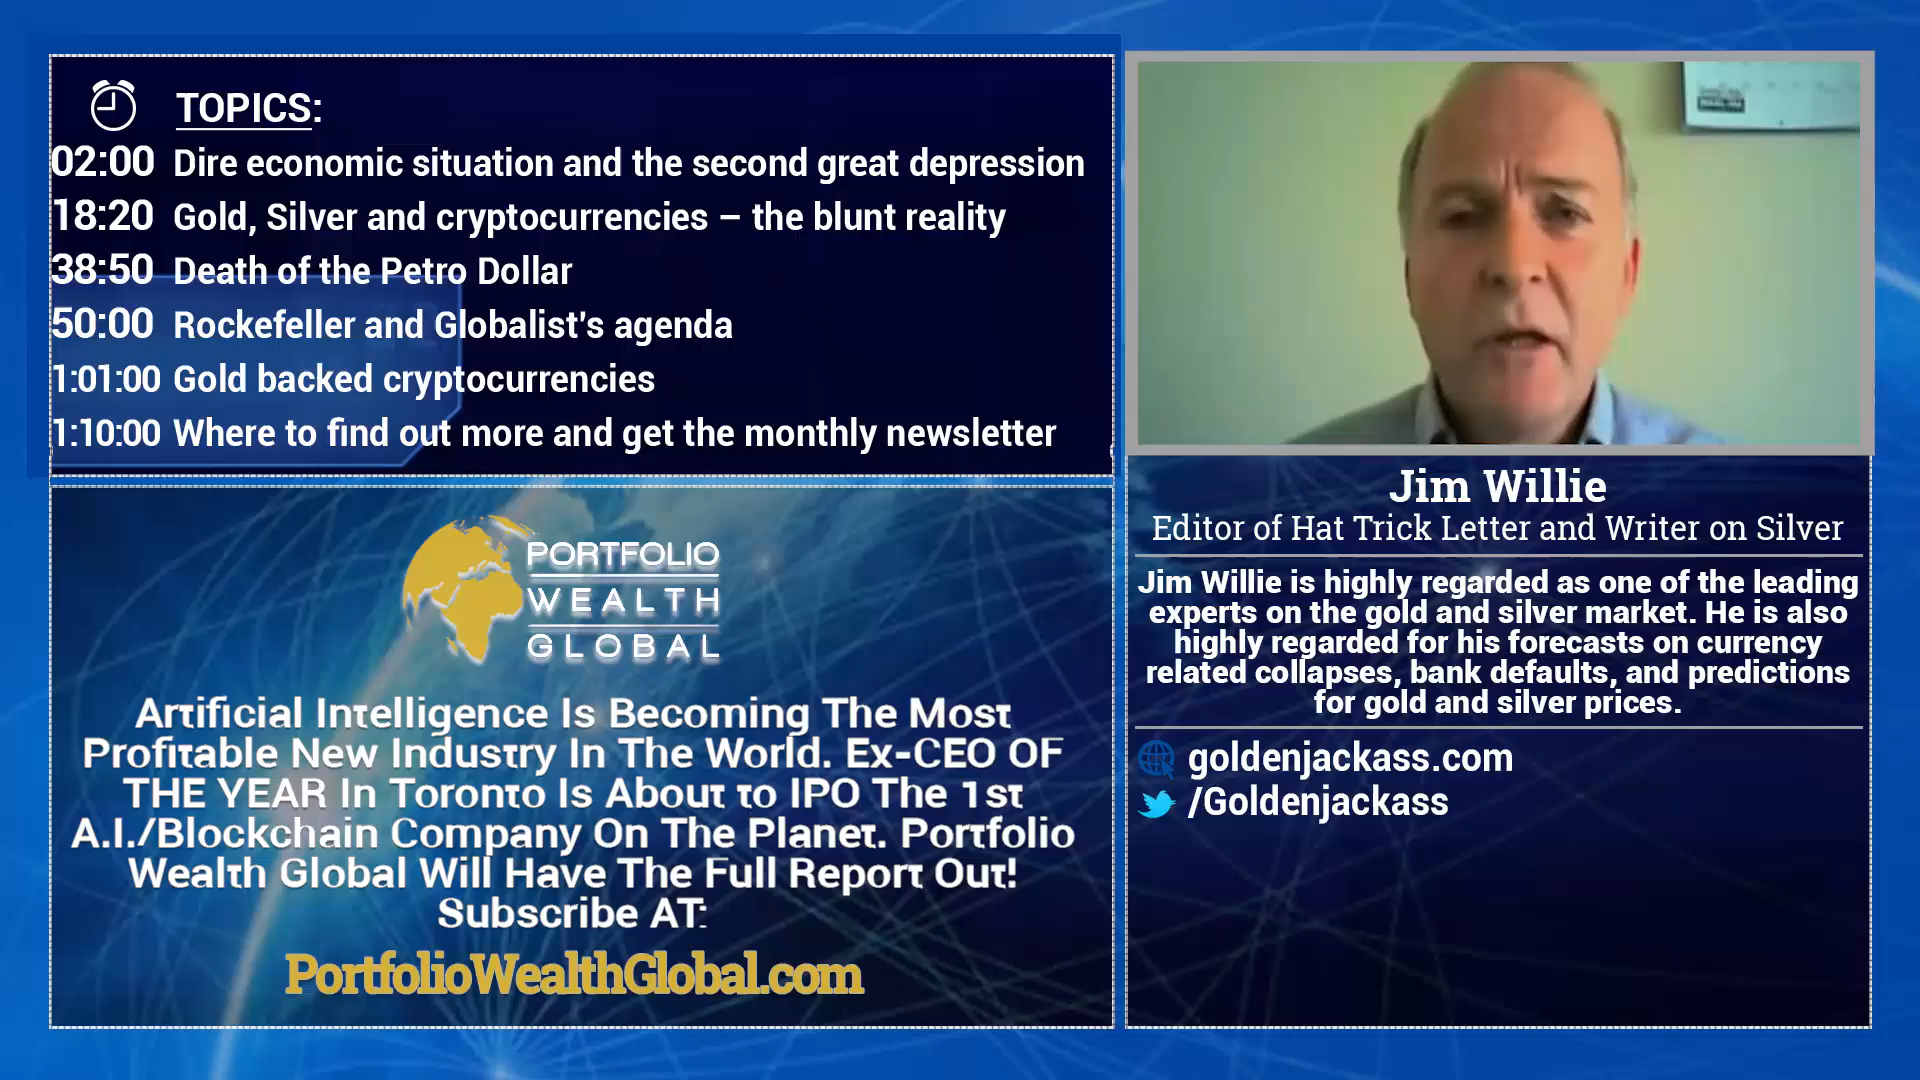 TOPICS:
02:00 Dire economic situation and the second great depression
18:20 Gold, Silver and cryptocurrencies – the blunt reality
38:50 Death of the Petro Dollar
50:00 Rockefeller and Globalist's agenda
1:01:00 Gold backed cryptocurrencies
1:10:00 Where to find out more and get the monthly newsletter
PORTFOLIO
WEALTH
GLOBAL
Artificial Intelligence Is Becoming The Most
Profitable New Industry In The World. Ex-CEO OF
THE YEAR In Toronto Is About to IPO The 1st
A.I./Blockchain Company On The Planet. Portfolio
Wealth Global Will Have The Full Report Out!
Subscribe AT:
PortfolioWealthGlobal.com
Jim Willie
Editor of Hat Trick Letter and Writer on Silver
Jim Willie is highly regarded as one of the leading
experts on the gold and silver market. He is also
highly regarded for his forecasts on currency
related collapses, bank defaults, and predictions
for gold and silver prices.
goldenjackass.com
/Goldenjackass